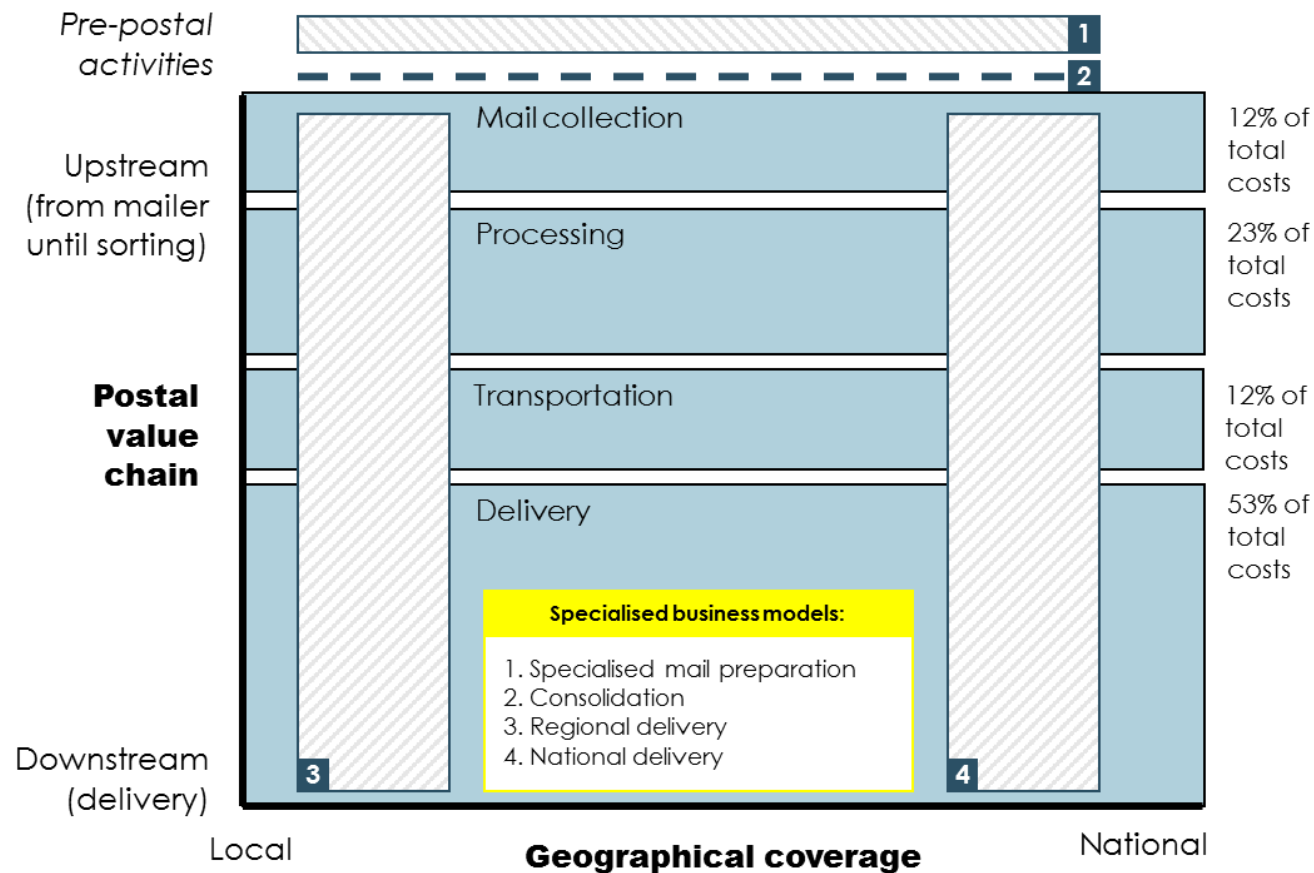 Pre-postal
activities
1
2
Mail collection
12% of
total
costs
Upstream
(from mailer
until sorting)
Processing
23% of
total
costs
Postal
value
chain
Transportation
12% of
total
costs
Delivery
53% of
total
costs
Specialised business models:
1. Specialised mail preparation
2. Consolidation
3. Regional delivery
4. National delivery
Downstream
(delivery)
3
4
Local
Geographical coverage
National